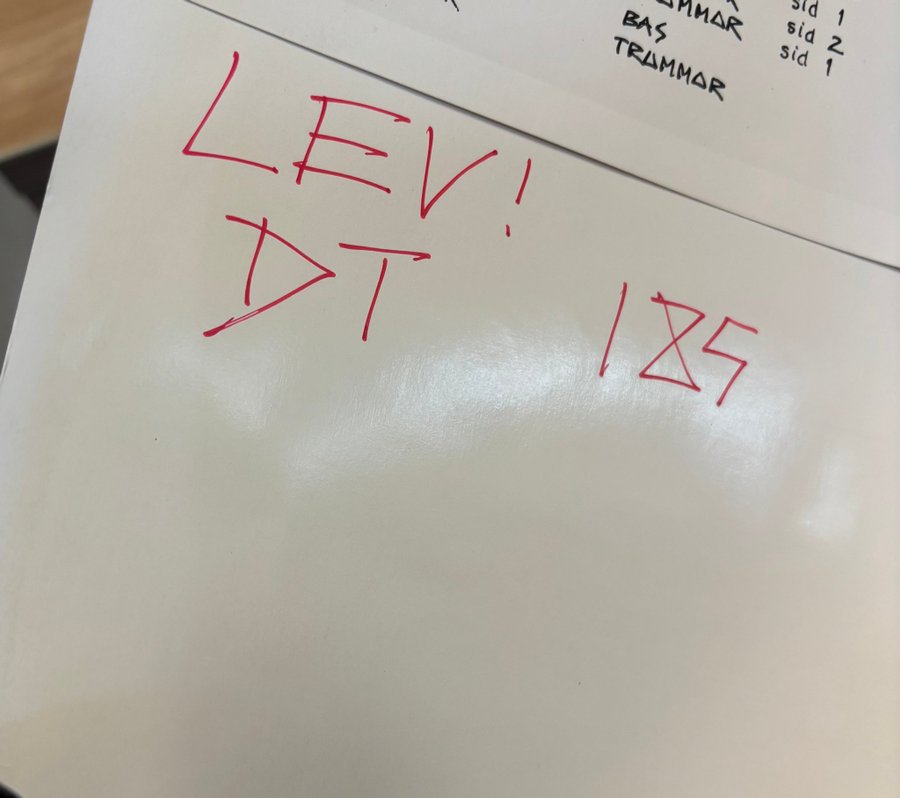 sid 1
sid 2
BAS sid 1
TRUMMOR
LEV!
DT
185